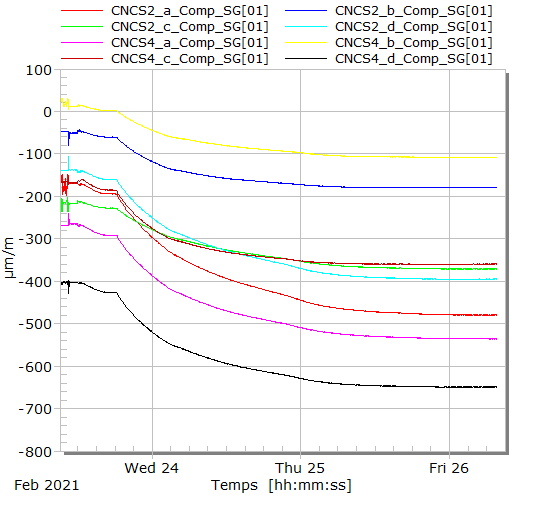 CNCS2_a_Comp_SG[01] CNCS2_b_Comp_SG[01]
CNCS2_c_Comp_SG[01] CNCS2_d_Comp_SG[01]
CNCS4_a_Comp_SG[01] CNCS4_b_Comp_SG[01]
CNCS4_c_Comp_SG[01] CNCS4_d_Comp_SG[01]
100
0
-100
-200
-300
-400
-500
-600
-700
-800
µm/m
Wed 24 Thu 25 Fri 26
Feb 2021 Temps [hh:mm:ss]